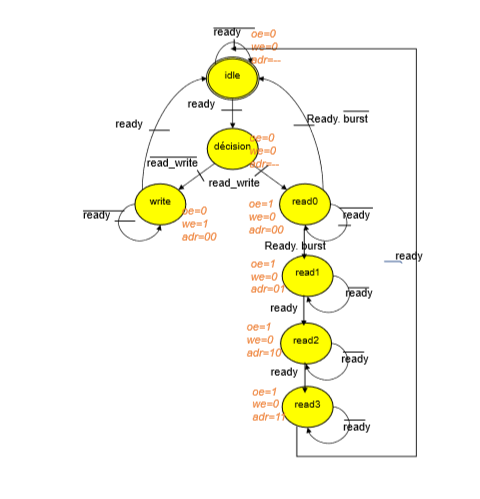 ready
oe=0
we=0
adr=--
idle
ready
ready
Ready. burst
décision
oe=0
we=0
adr=--
read_write
read_write
write
oe=0
we=1
adr=00
ready
oe=1
we=0
adr=00
read0
ready
Ready. burst
ready
oe=1
we=0
adr=01
read1
ready
ready
oe=1
we=0
adr=10
read2
ready
ready
oe=1
we=0
adr=11
read3
ready